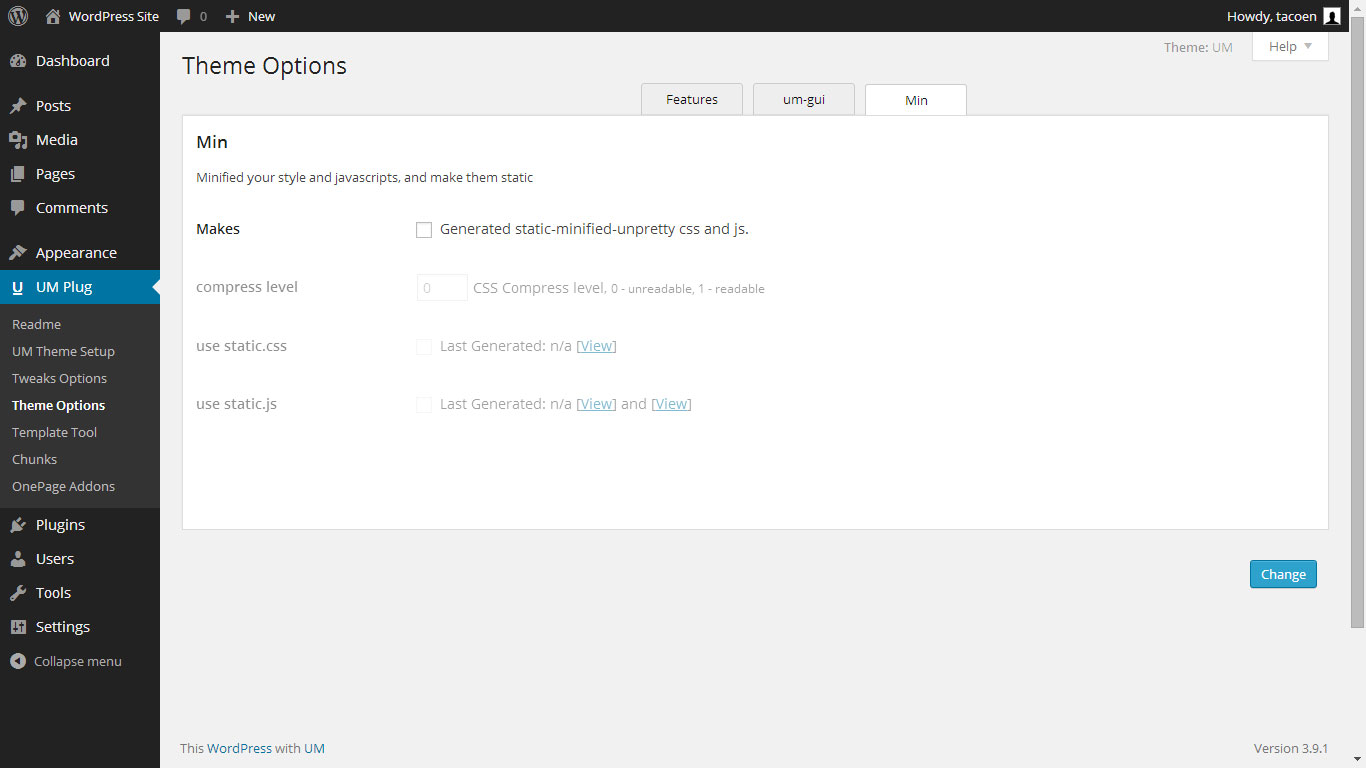 WordPress Site 0 New Howdy, tacoen
Dashboard
Posts
Media
Pages
Comments
Appearance
U UM Plug
Readme
UM Theme Setup
Tweaks Options
Theme Options
Template Tool
Chunks
OnePage Addons
Plugins
Users
Tools
Settings
Collapse menu
Theme: UM Help
Theme Options
Features um-gui Min
Min
Minified your style and javascripts, and make them static
Makes Generated static-minified-unpretty css and js.
compress level 0 CSS Compress level, 0 - unreadable, 1 - readable
use static.css Last Generated: n/a [View]
use static.js Last Generated: n/a [View] and [View]
Change
This WordPress with UM Version 3.9.1